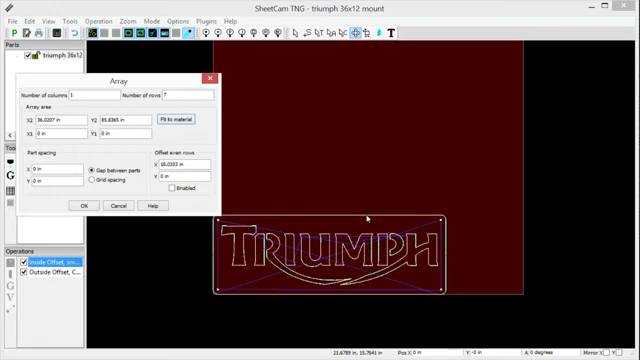 SheetCam TNG - triumph 36x12 mount
File Edit View Tools Operation Zoom Mode Options Plugins Help
Parts
triumph 36x12
Array
Number of columns 1 Number of rows 7
Array area
X2 36.0207 in Y2 85.8365 in Fit to material
X1 0 in Y1 0 in
Part spacing Offset even rows
X 0 in Gap between parts X 18.0103 in
Y 0 in Grid spacing Y 0 in
Enabled
OK Cancel Help
Operations
Inside Offset, sm...
Outside Offset, C...
TRIUMPH
21.6789 in, 15.7641 in Pos X 0 in Y -0 in A 0 degrees Mirror X Y